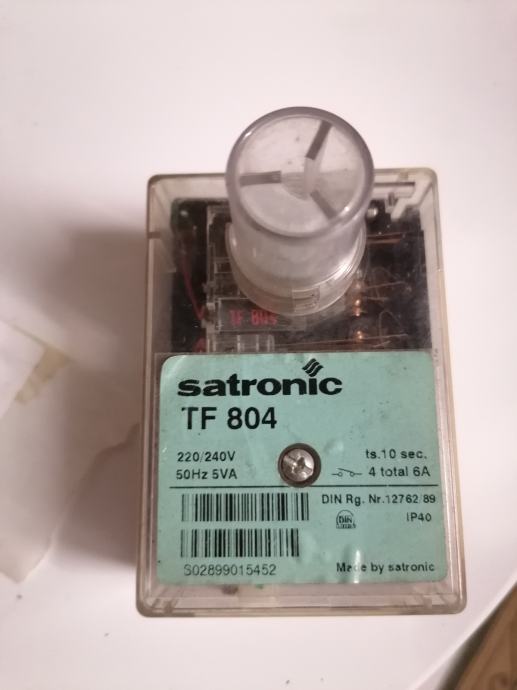 TF 804
satronic
TF 804
220/240V
ts.10 sec.
50Hz 5VA
4 total 6A
DIN Rg. Nr.12762/89
DIN
IP40
S02899015452
Made by satronic